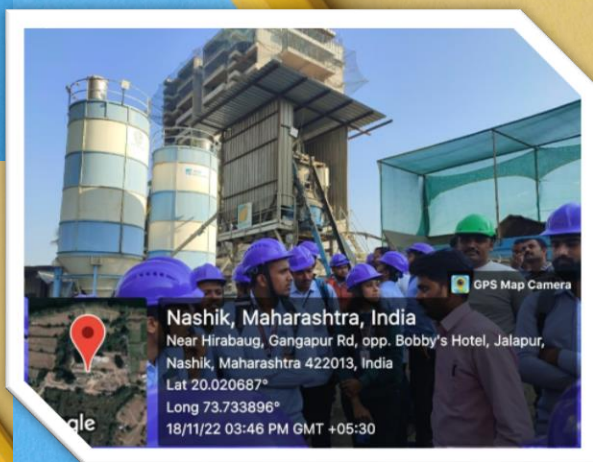 GPS Map Camera
Nashik, Maharashtra, India
Near Hirabaug, Gangapur Rd, opp. Bobby's Hotel, Jalapur,
Nashik, Maharashtra 422013, India
Lat 20.020687°
Long 73.733896°
18/11/22 03:46 PM GMT +05:30
gle